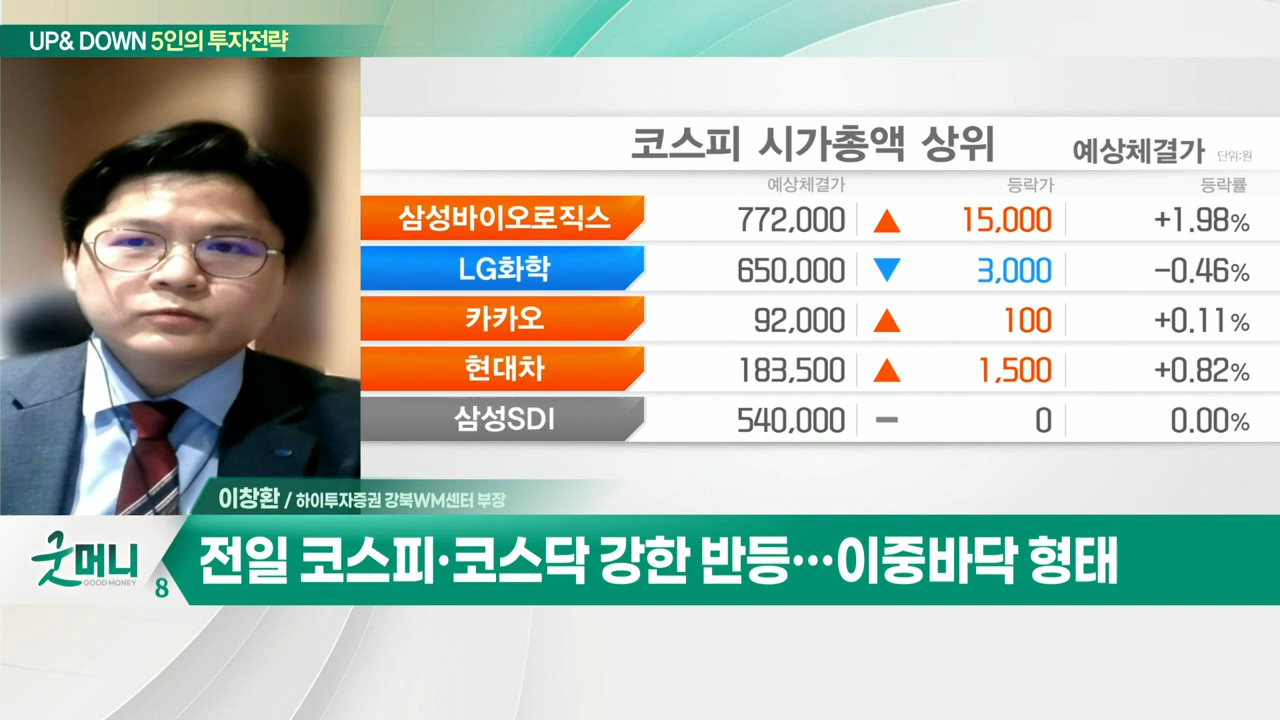 UP& DOWN 5인의 투자전략
코스피 시가총액 상위 예상체결가 단위:원
예상체결가 등락가 등락률
삼성바이오로직스 772,000 ▲ 15,000 +1.98%
LG화학 650,000 ▼ 3,000 -0.46%
카카오 92,000 ▲ 100 +0.11%
현대차 183,500 ▲ 1,500 +0.82%
삼성SDI 540,000 - 0 0.00%
이창환 / 하이투자증권 강북WM센터 부장
굿머니
GOOD MONEY
8
전일 코스피·코스닥 강한 반등…이중바닥 형태